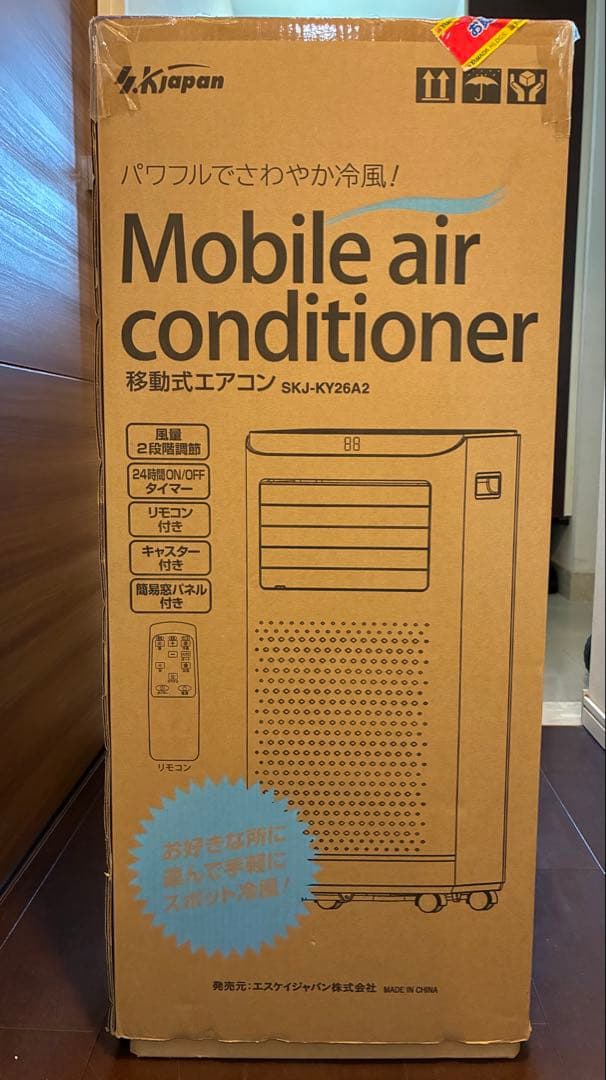 S.K japan
パワフルでさわやか冷風!
Mobile air
conditioner
移動式エアコン SKJ-KY26A2
風量
2段階調節
24時間ON/OFF
タイマー
リモコン
付き
キャスター
付き
簡易窓パネル
付き
88
リモコン
お好きな所に
運んで手軽に
スポット冷風!
発売元:エスケイジャパン株式会社 MADE IN CHINA